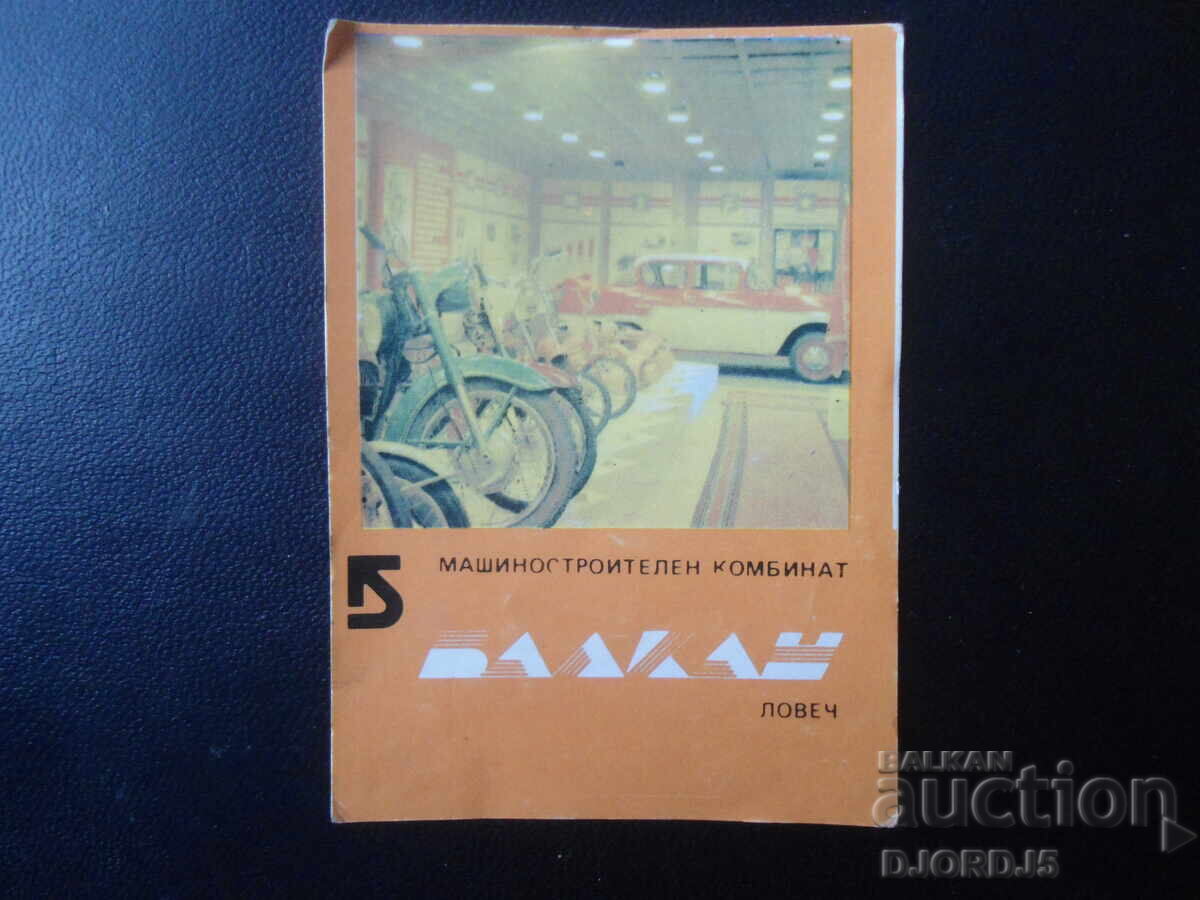 МАШИНОСТРОИТЕЛЕН КОМБИНАТ
БАЛКАН
ЛОВЕЧ
BALKAN
auction
DJORDJ5